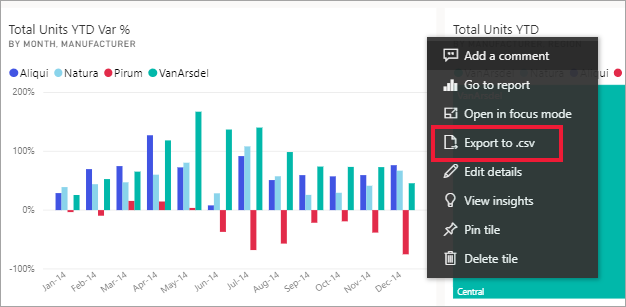 Total Units YTD Var %
BY MONTH, MANUFACTURER
Aliqui Natura Pirum VanArsdel
200%
100%
0%
-100%
Jan-14 Feb-14 Mar-14 Apr-14 May-14 Jun-14 Jul-14 Aug-14 Sep-14 Oct-14 Nov-14 Dec-14
Total Units YTD
Add a comment
Go to report
Open in focus mode
Export to .csv
Edit details
View insights
Pin tile
Delete tile
Central